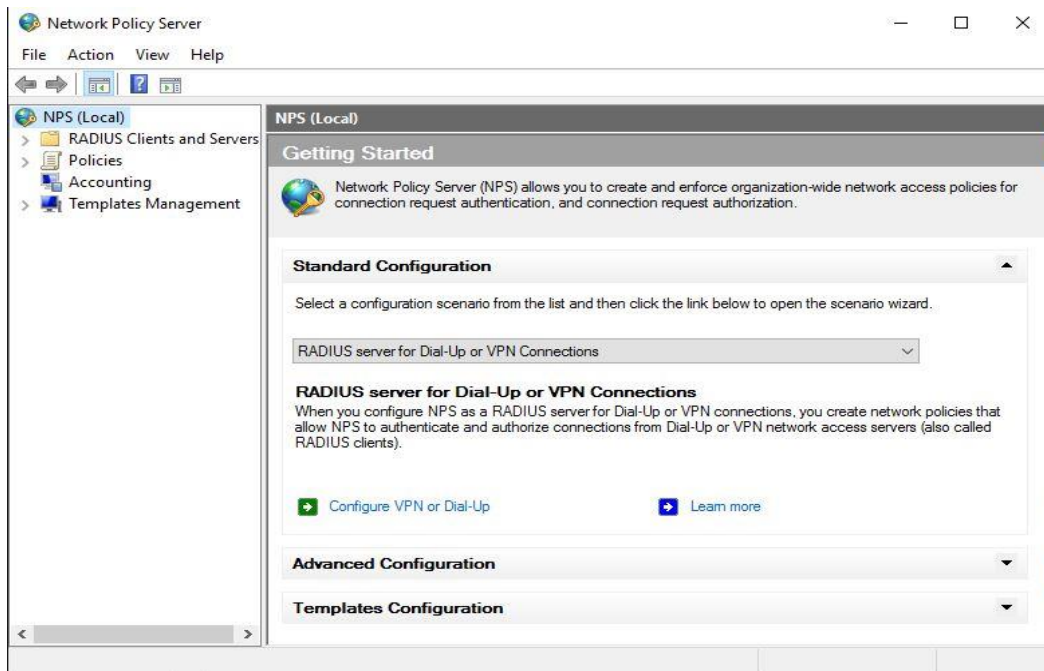 Network Policy Server
File Action View Help
NPS (Local)
RADIUS Clients and Servers
Policies
Accounting
Templates Management
NPS (Local)
Getting Started
Network Policy Server (NPS) allows you to create and enforce organization-wide network access policies for
connection request authentication, and connection request authorization.
Standard Configuration
Select a configuration scenario from the list and then click the link below to open the scenario wizard.
RADIUS server for Dial-Up or VPN Connections
RADIUS server for Dial-Up or VPN Connections
When you configure NPS as a RADIUS server for Dial-Up or VPN connections, you create network policies that
allow NPS to authenticate and authorize connections from Dial-Up or VPN network access servers (also called
RADIUS clients).
Configure VPN or Dial-Up Learn more
Advanced Configuration
Templates Configuration